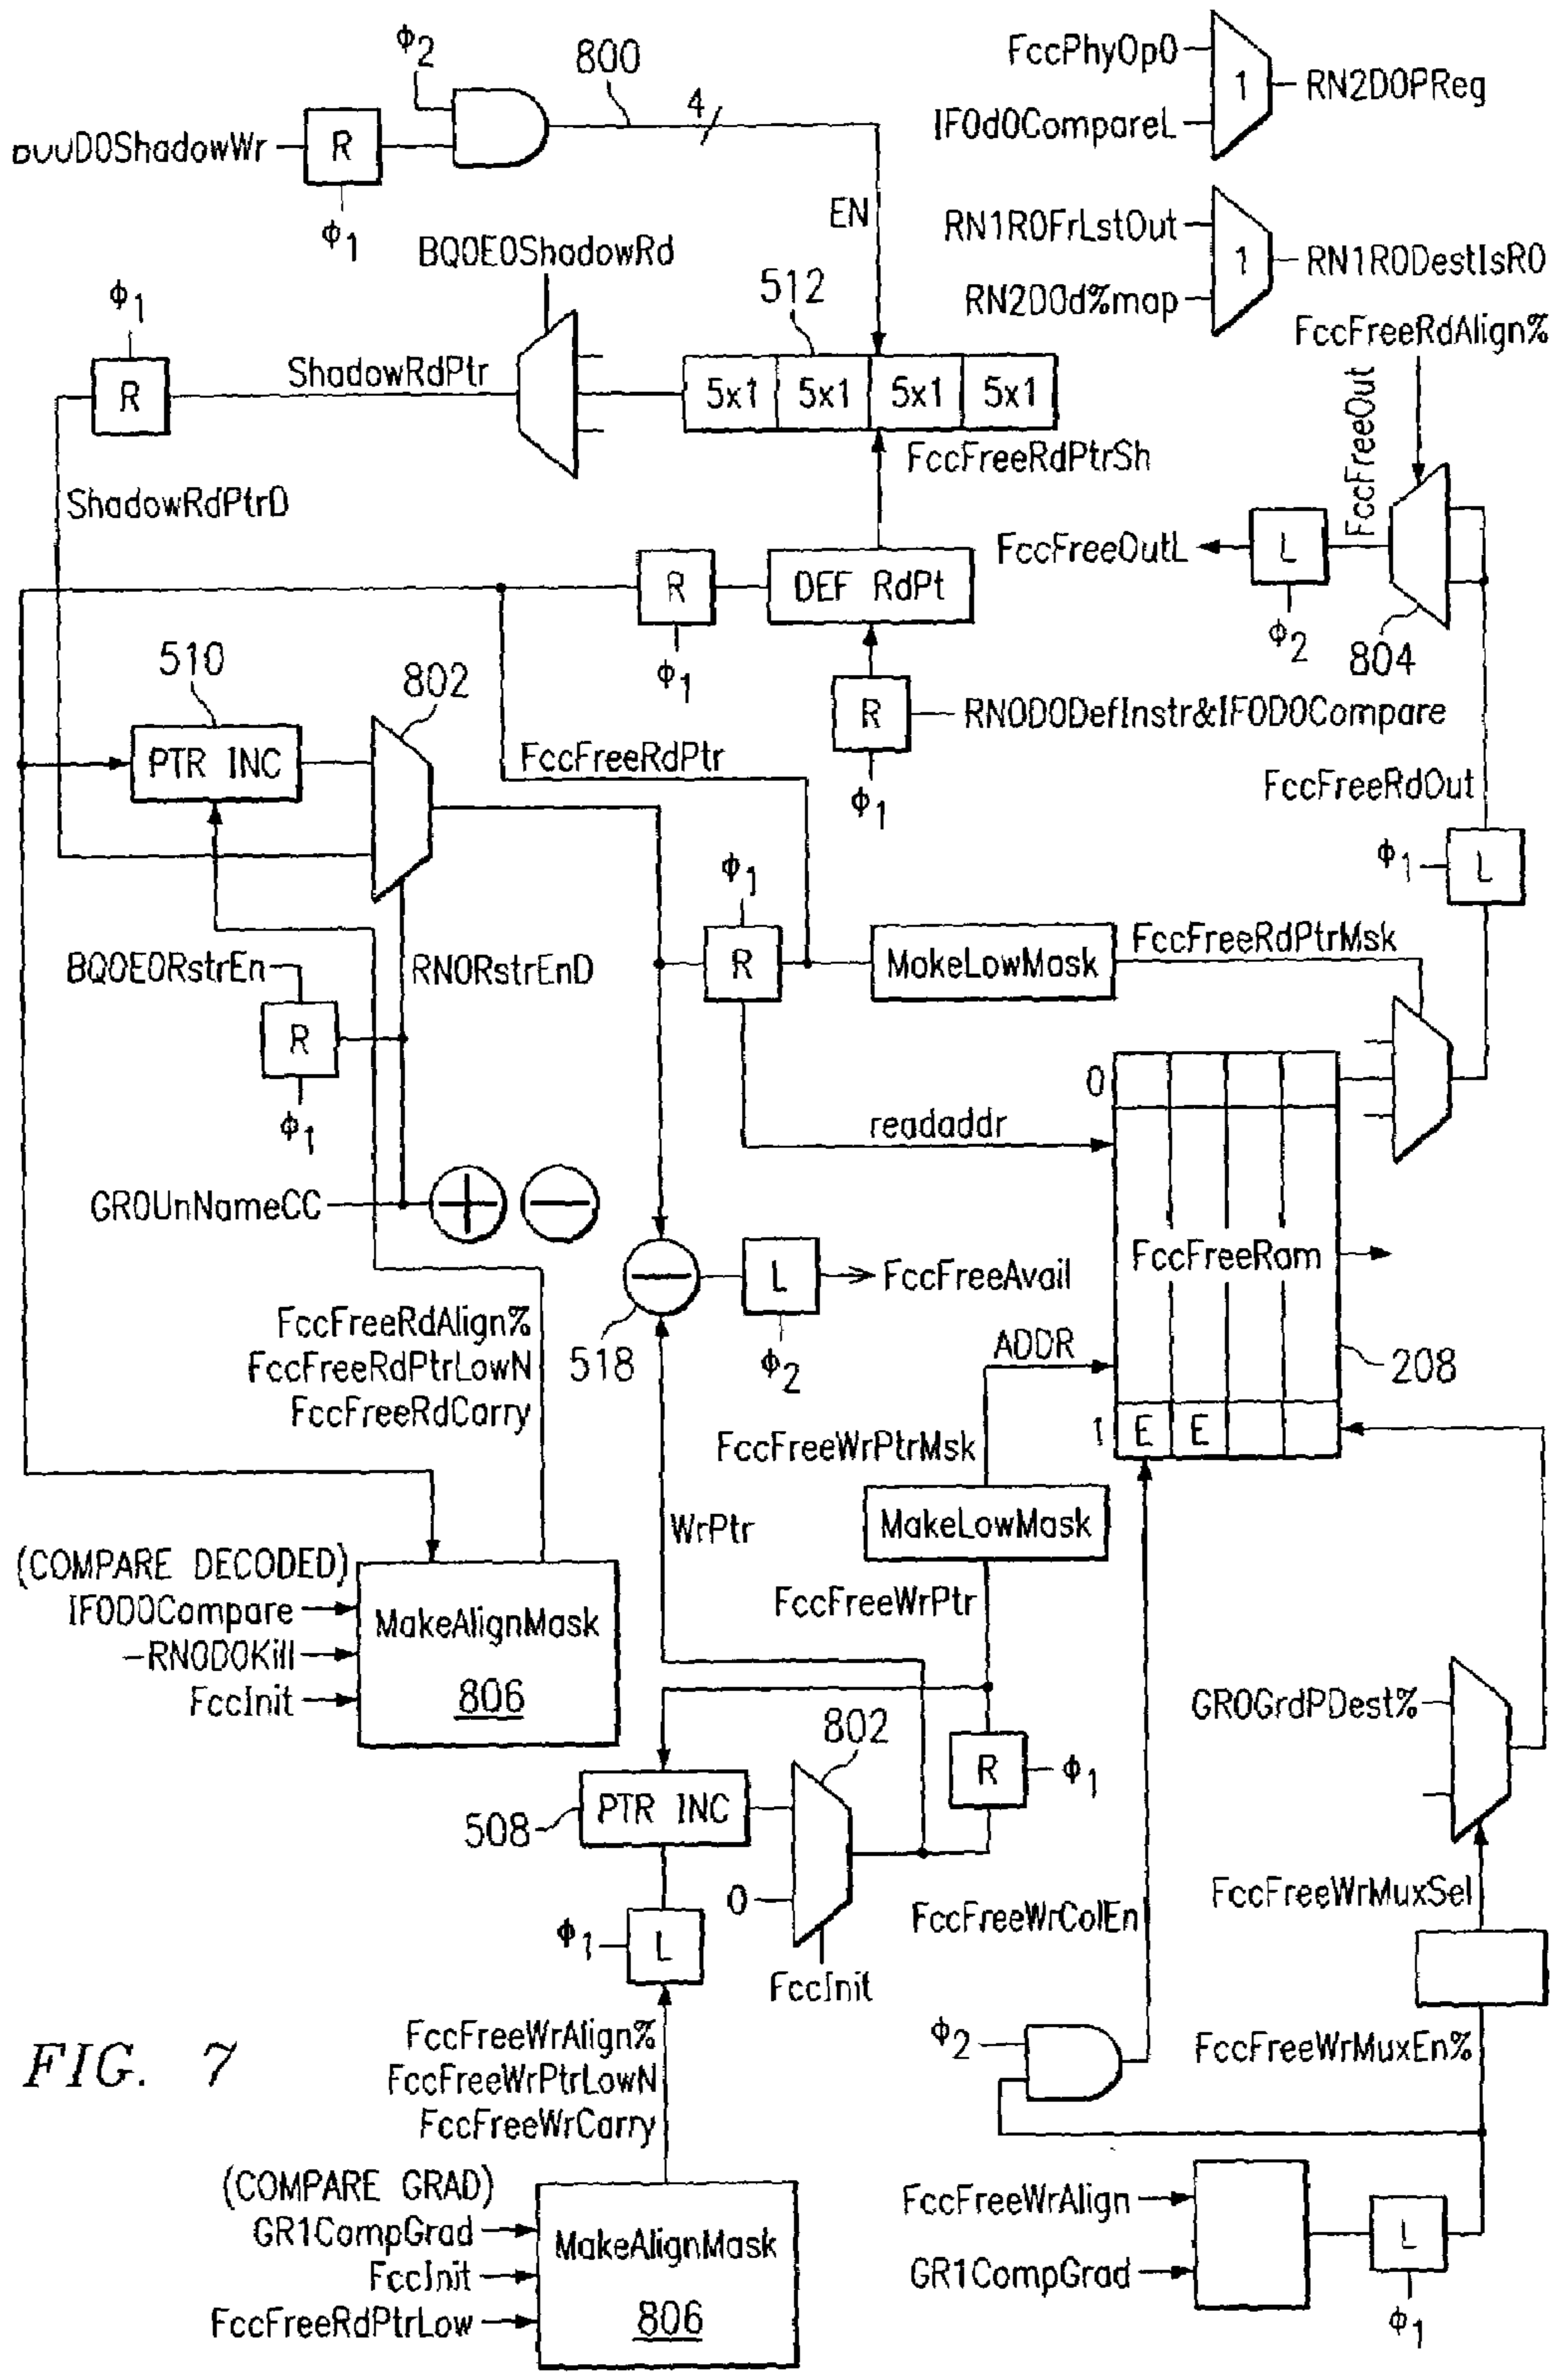 ϕ2
800
4
FccPhyOp0
1
RN2D0PReg
IF0d0CompareL
R
ϕ1
EN
BQ0E0ShadowRd
RN1R0FrLstOut
1
RN1R0DestIsR0
RN2D0d%map
512
ϕ1
R
ShadowRdPtr
5x1 5x1 5x1 5x1
FccFreeRdAlign%
FccFreeOut
FccFreeRdPtrSh
ShadowRdPtrD
FccFreeOutL
L
ϕ2
804
R
ϕ1
DEF RdPt
510
802
R
RN0D0DefInstr&IF0D0Compare
ϕ1
PTR INC
FccFreeRdPtr
FccFreeRdOut
ϕ1
L
ϕ1
R
MakeLowMask
FccFreeRdPtrMsk
BQ0E0RstrEn
RN0RstrEnD
R
ϕ1
0
readaddr
GR0UnNameCC
+
−
FccFreeRam
−
L
FccFreeAvail
518
ϕ2
FccFreeRdAlign%
FccFreeRdPtrLowN
FccFreeRdCarry
ADDR
208
FccFreeWrPtrMsk
1
E E
WrPtr
MakeLowMask
(COMPARE DECODED)
IF0D0Compare
−RN0D0Kill
FccInit
MakeAlignMask
806
FccFreeWrPtr
GR0GrdPDest%
802
R
ϕ1
508
PTR INC
0
FccFreeWrMuxSel
FccFreeWrColEn
ϕ1
L
FccInit
FIG. 7
FccFreeWrAlign%
FccFreeWrPtrLowN
FccFreeWrCarry
ϕ2
FccFreeWrMuxEn%
(COMPARE GRAD)
GR1CompGrad
FccInit
FccFreeRdPtrLow
MakeAlignMask
806
FccFreeWrAlign
GR1CompGrad
L
ϕ1